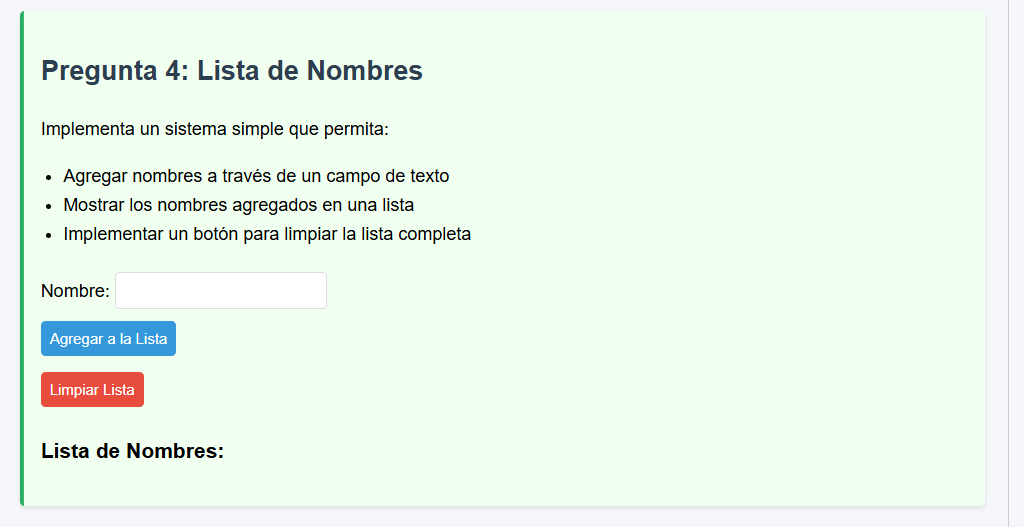 Pregunta 4: Lista de Nombres
Implementa un sistema simple que permita:
Agregar nombres a través de un campo de texto
Mostrar los nombres agregados en una lista
Implementar un botón para limpiar la lista completa
Nombre:
Agregar a la Lista
Limpiar Lista
Lista de Nombres: